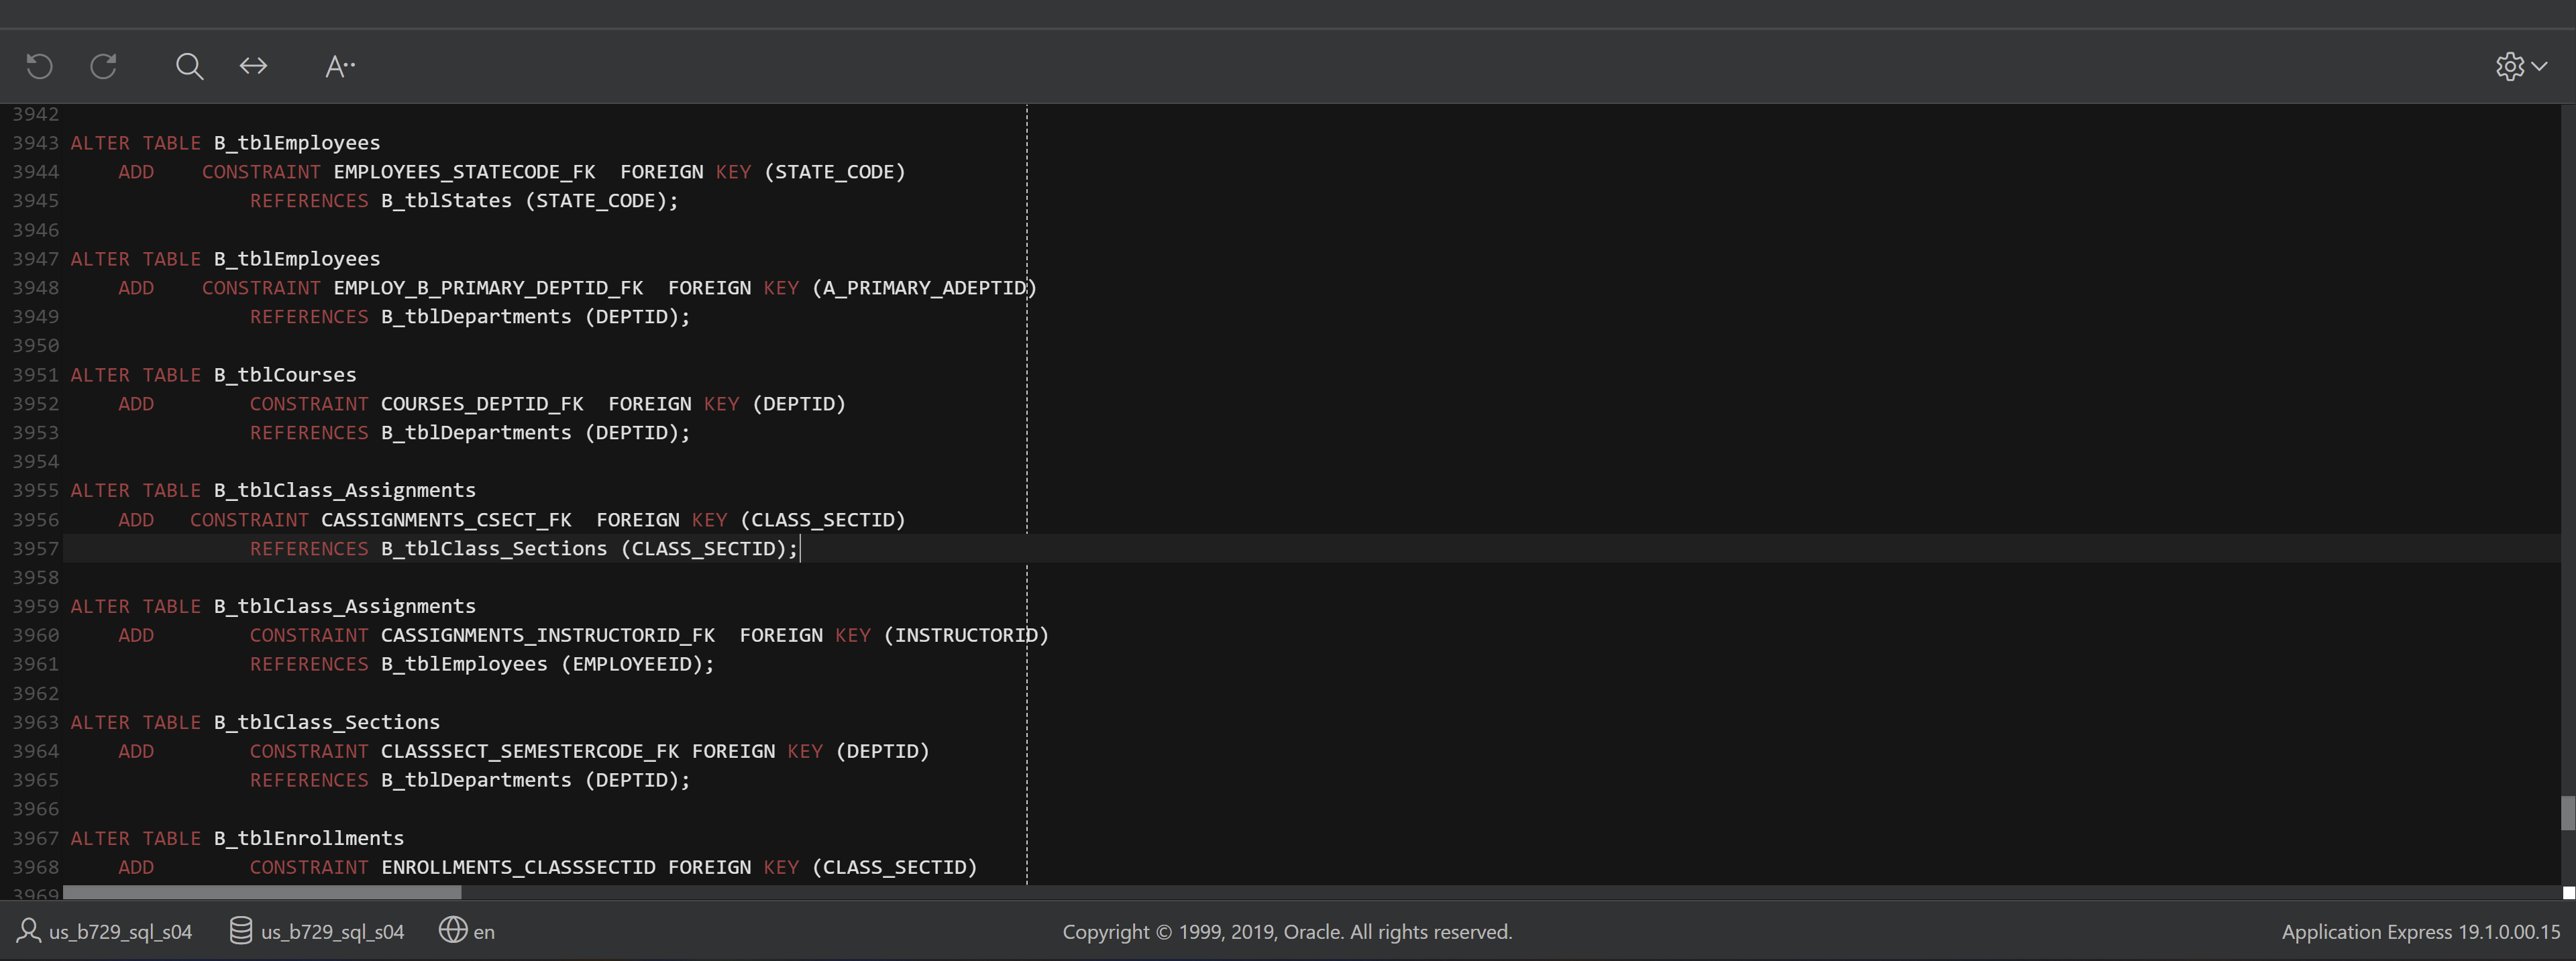 A··
3942
3943 ALTER TABLE B_tblEmployees
3944     ADD    CONSTRAINT EMPLOYEES_STATECODE_FK  FOREIGN KEY (STATE_CODE)
3945                REFERENCES B_tblStates (STATE_CODE);
3946
3947 ALTER TABLE B_tblEmployees
3948     ADD    CONSTRAINT EMPLOY_B_PRIMARY_DEPTID_FK  FOREIGN KEY (A_PRIMARY_ADEPTID)
3949                REFERENCES B_tblDepartments (DEPTID);
3950
3951 ALTER TABLE B_tblCourses
3952     ADD        CONSTRAINT COURSES_DEPTID_FK  FOREIGN KEY (DEPTID)
3953                REFERENCES B_tblDepartments (DEPTID);
3954
3955 ALTER TABLE B_tblClass_Assignments
3956     ADD   CONSTRAINT CASSIGNMENTS_CSECT_FK  FOREIGN KEY (CLASS_SECTID)
3957                REFERENCES B_tblClass_Sections (CLASS_SECTID);
3958
3959 ALTER TABLE B_tblClass_Assignments
3960     ADD        CONSTRAINT CASSIGNMENTS_INSTRUCTORID_FK  FOREIGN KEY (INSTRUCTORID)
3961                REFERENCES B_tblEmployees (EMPLOYEEID);
3962
3963 ALTER TABLE B_tblClass_Sections
3964     ADD        CONSTRAINT CLASSSECT_SEMESTERCODE_FK FOREIGN KEY (DEPTID)
3965                REFERENCES B_tblDepartments (DEPTID);
3966
3967 ALTER TABLE B_tblEnrollments
3968     ADD        CONSTRAINT ENROLLMENTS_CLASSSECTID FOREIGN KEY (CLASS_SECTID)
3969
us_b729_sql_s04 us_b729_sql_s04 en Copyright © 1999, 2019, Oracle. All rights reserved. Application Express 19.1.0.00.15